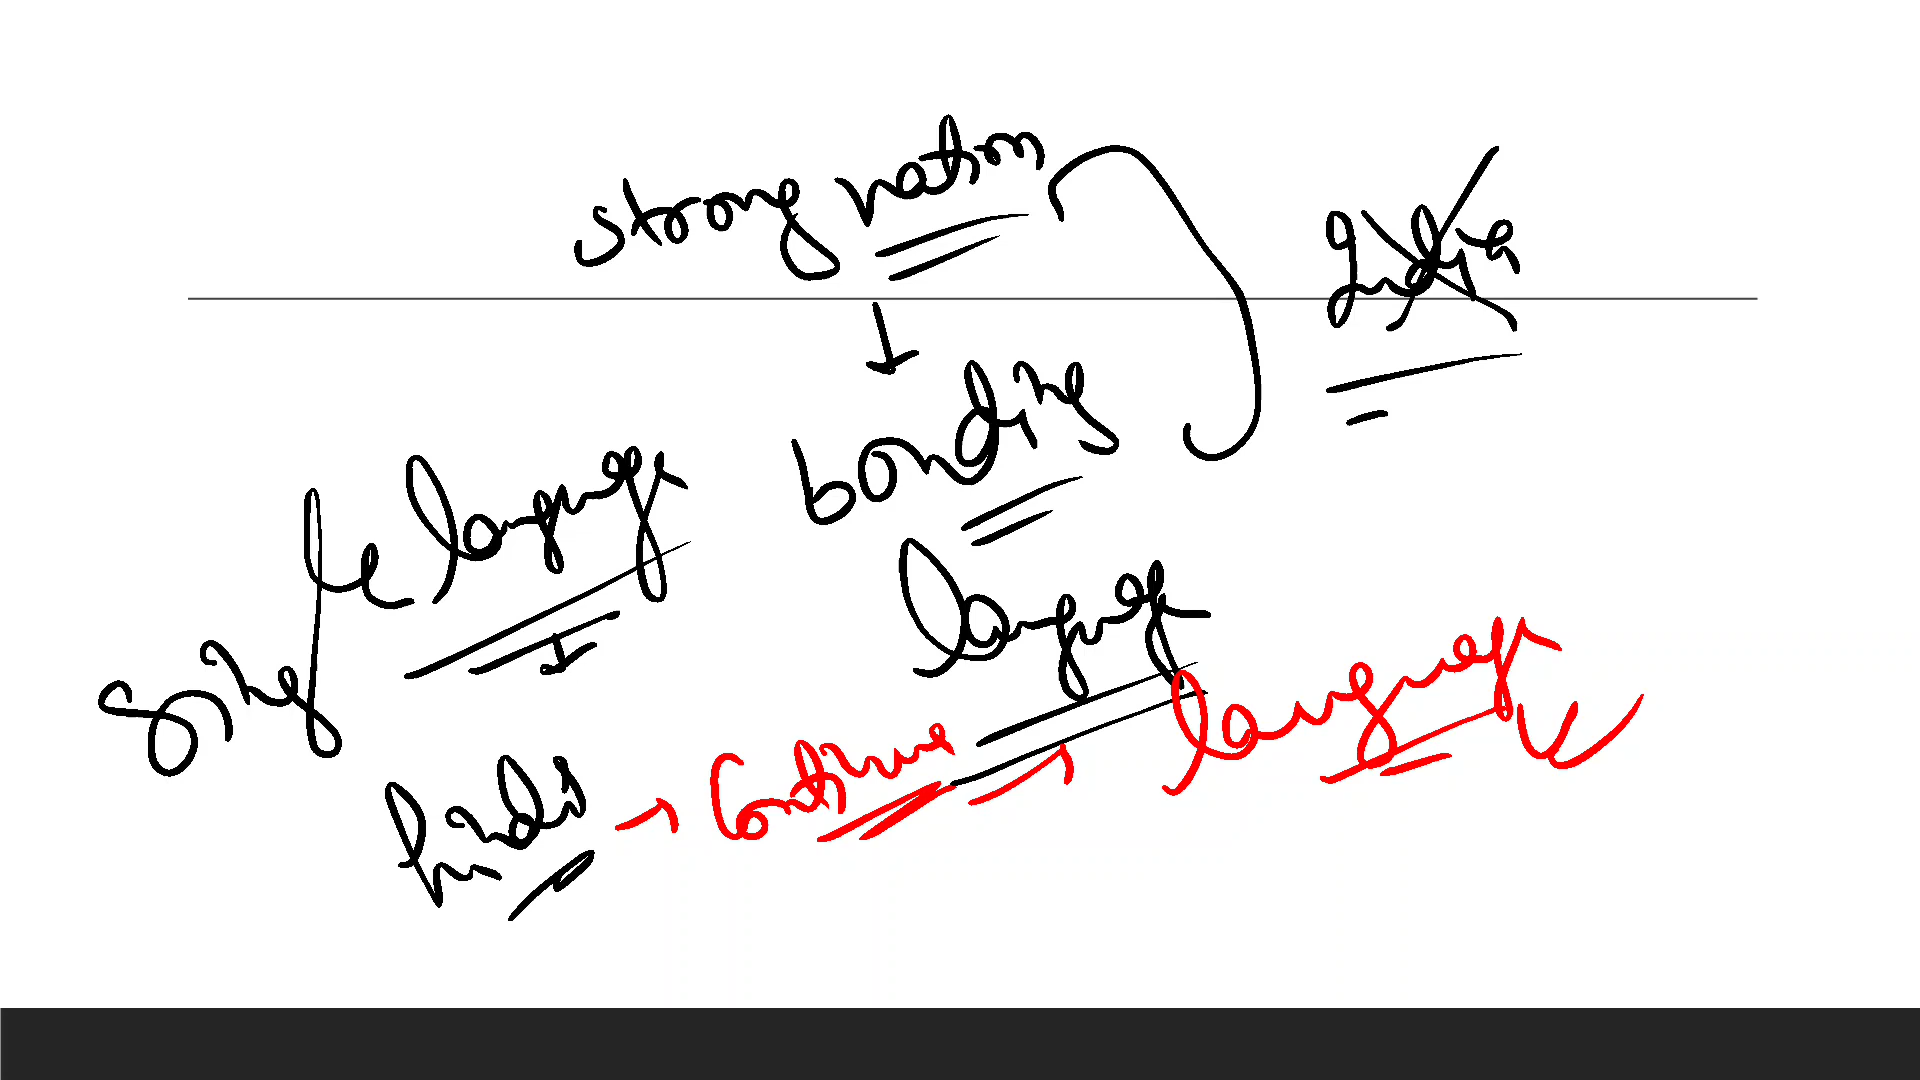 strong nation
India
bonding
single language
language
hindi → Continue → language